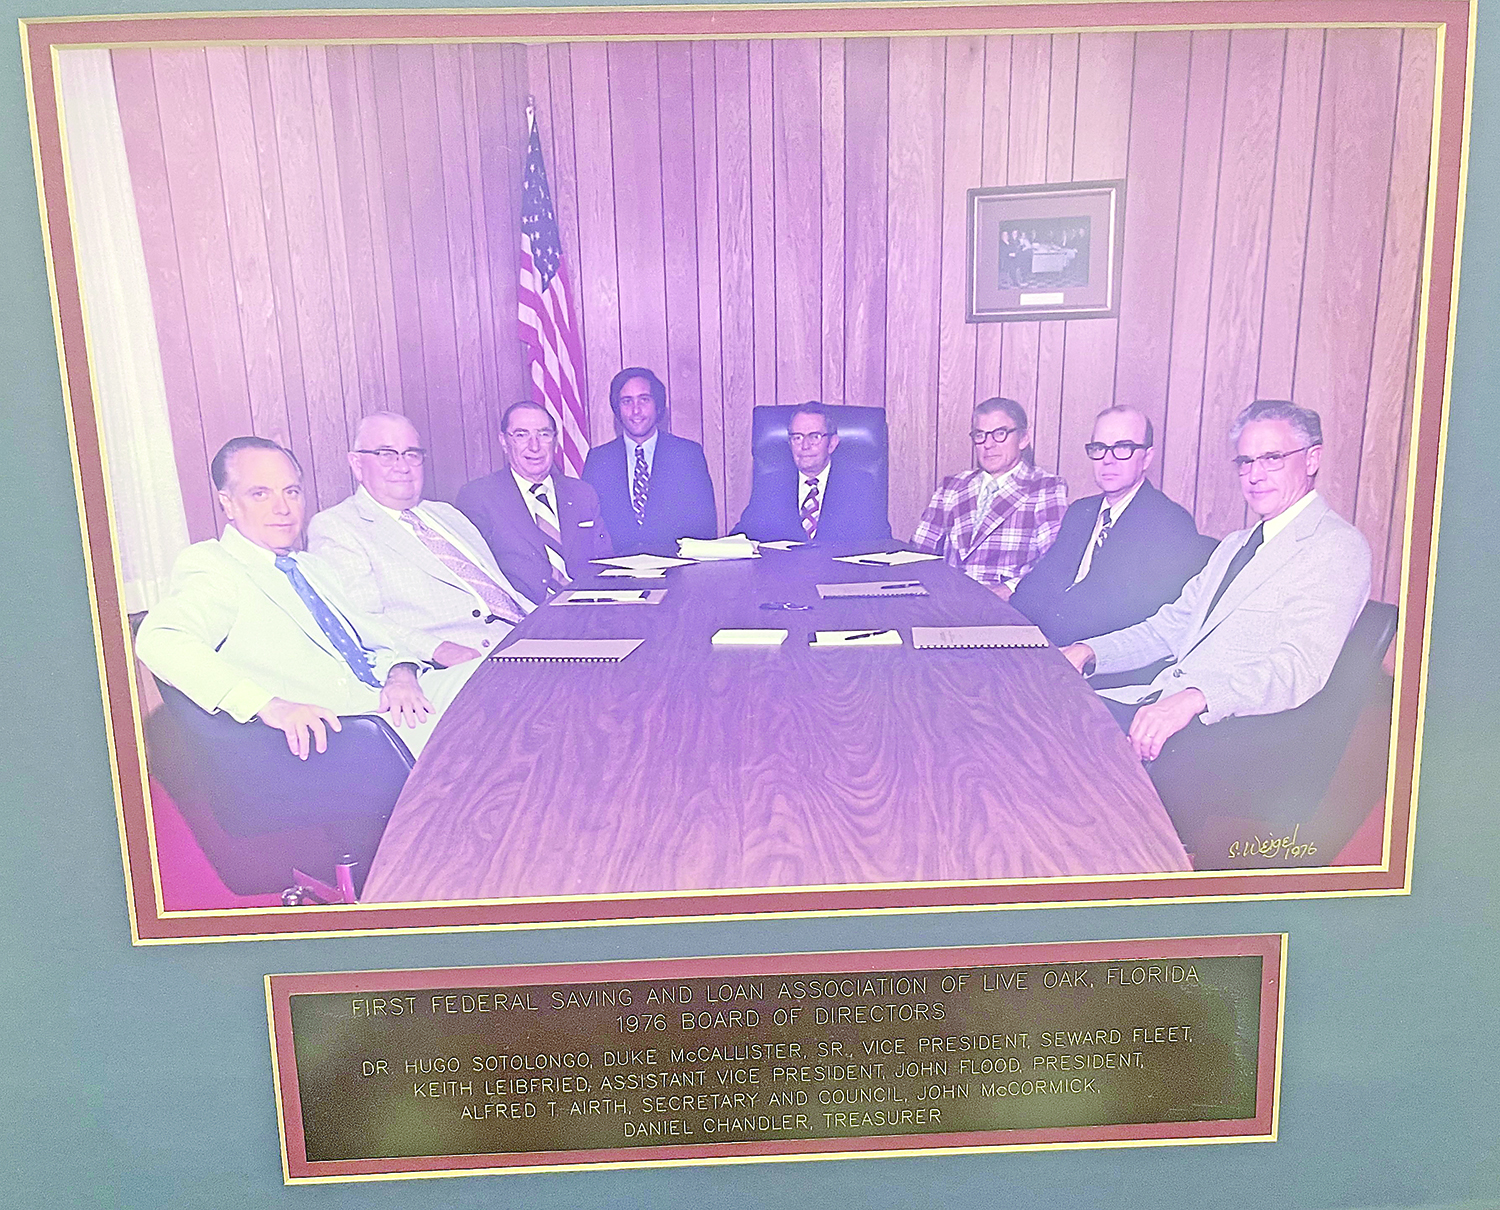 S. Weigel
1976
FIRST FEDERAL SAVING AND LOAN ASSOCIATION OF LIVE OAK, FLORIDA
1976 BOARD OF DIRECTORS
DR. HUGO SOTOLONGO, DUKE McCALLISTER, SR., VICE PRESIDENT, SEWARD FLEET,
KEITH LEIBFRIED, ASSISTANT VICE PRESIDENT, JOHN FLOOD, PRESIDENT,
ALFRED T. AIRTH, SECRETARY AND COUNCIL, JOHN McCORMICK,
DANIEL CHANDLER, TREASURER